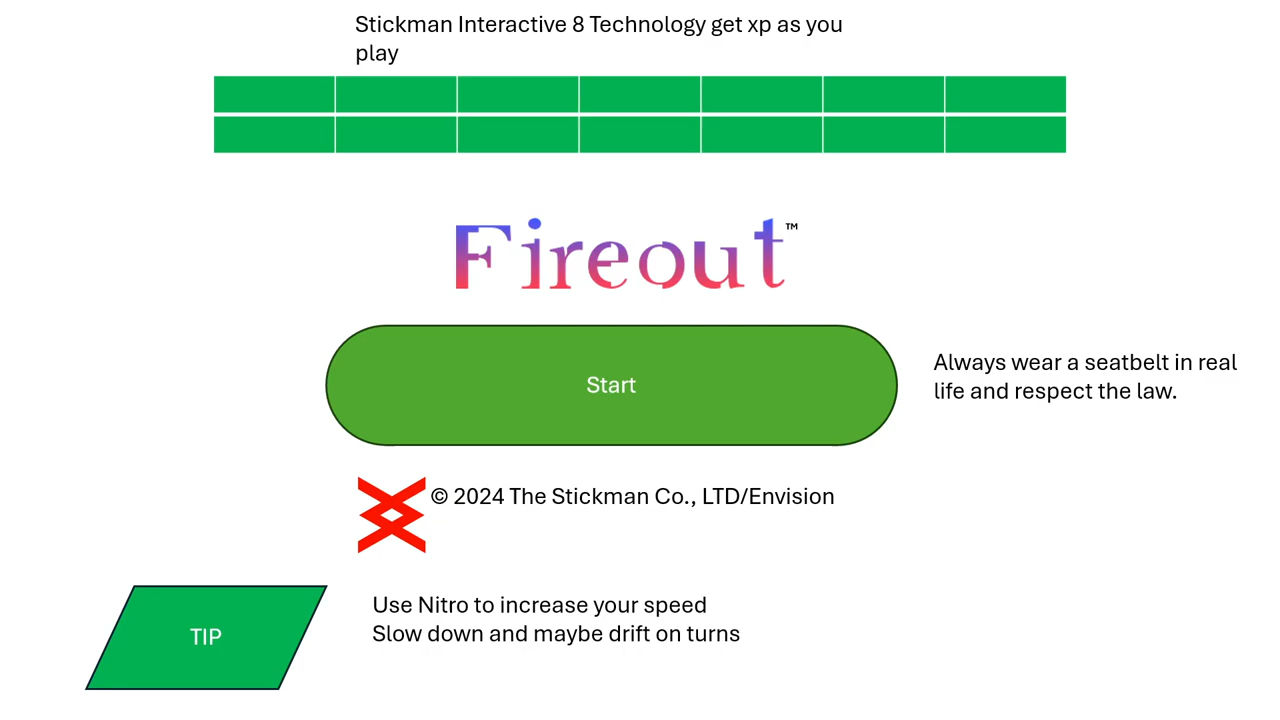 Stickman Interactive 8 Technology get xp as you
play
Fireout™
Start
Always wear a seatbelt in real
life and respect the law.
© 2024 The Stickman Co., LTD/Envision
TIP
Use Nitro to increase your speed
Slow down and maybe drift on turns